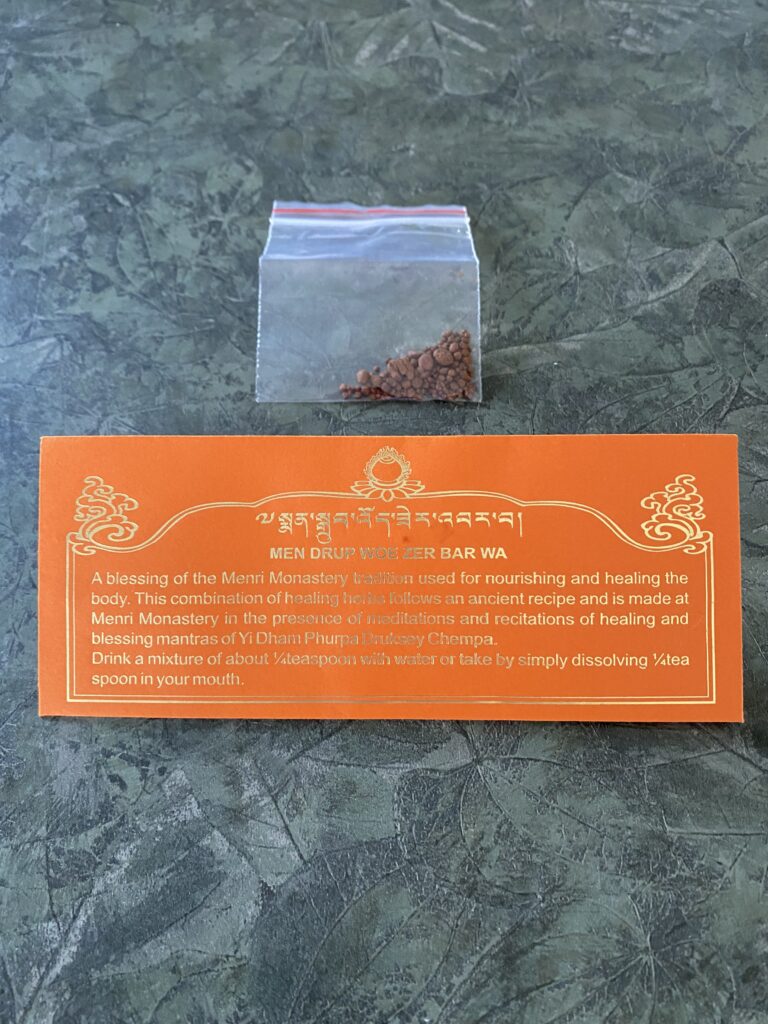 ༄སྨན་སྒྲུབ་འོད་ཟེར་འབར་བ།
MEN DRUP WOE ZER BAR WA
A blessing of the Menri Monastery tradition used for nourishing and healing the
body. This combination of healing herbs follows an ancient recipe and is made at
Menri Monastery in the presence of meditations and recitations of healing and
blessing mantras of Yi Dham Phurpa Druksey Chempa.
Drink a mixture of about ¼teaspoon with water or take by simply dissolving ¼tea
spoon in your mouth.